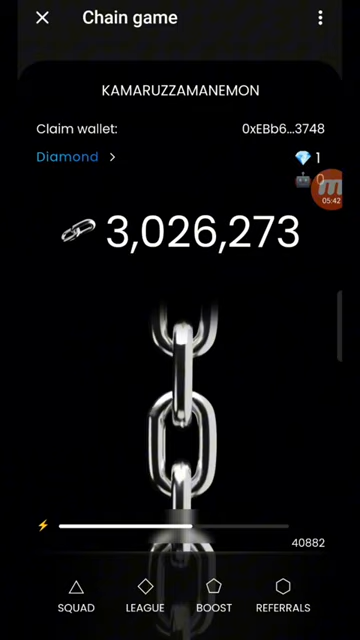 Chain game
KAMARUZZAMANEMON
Claim wallet: 0xEBb6...3748
Diamond > 1
0
05:42
3,026,273
40882
SQUAD LEAGUE BOOST REFERRALS